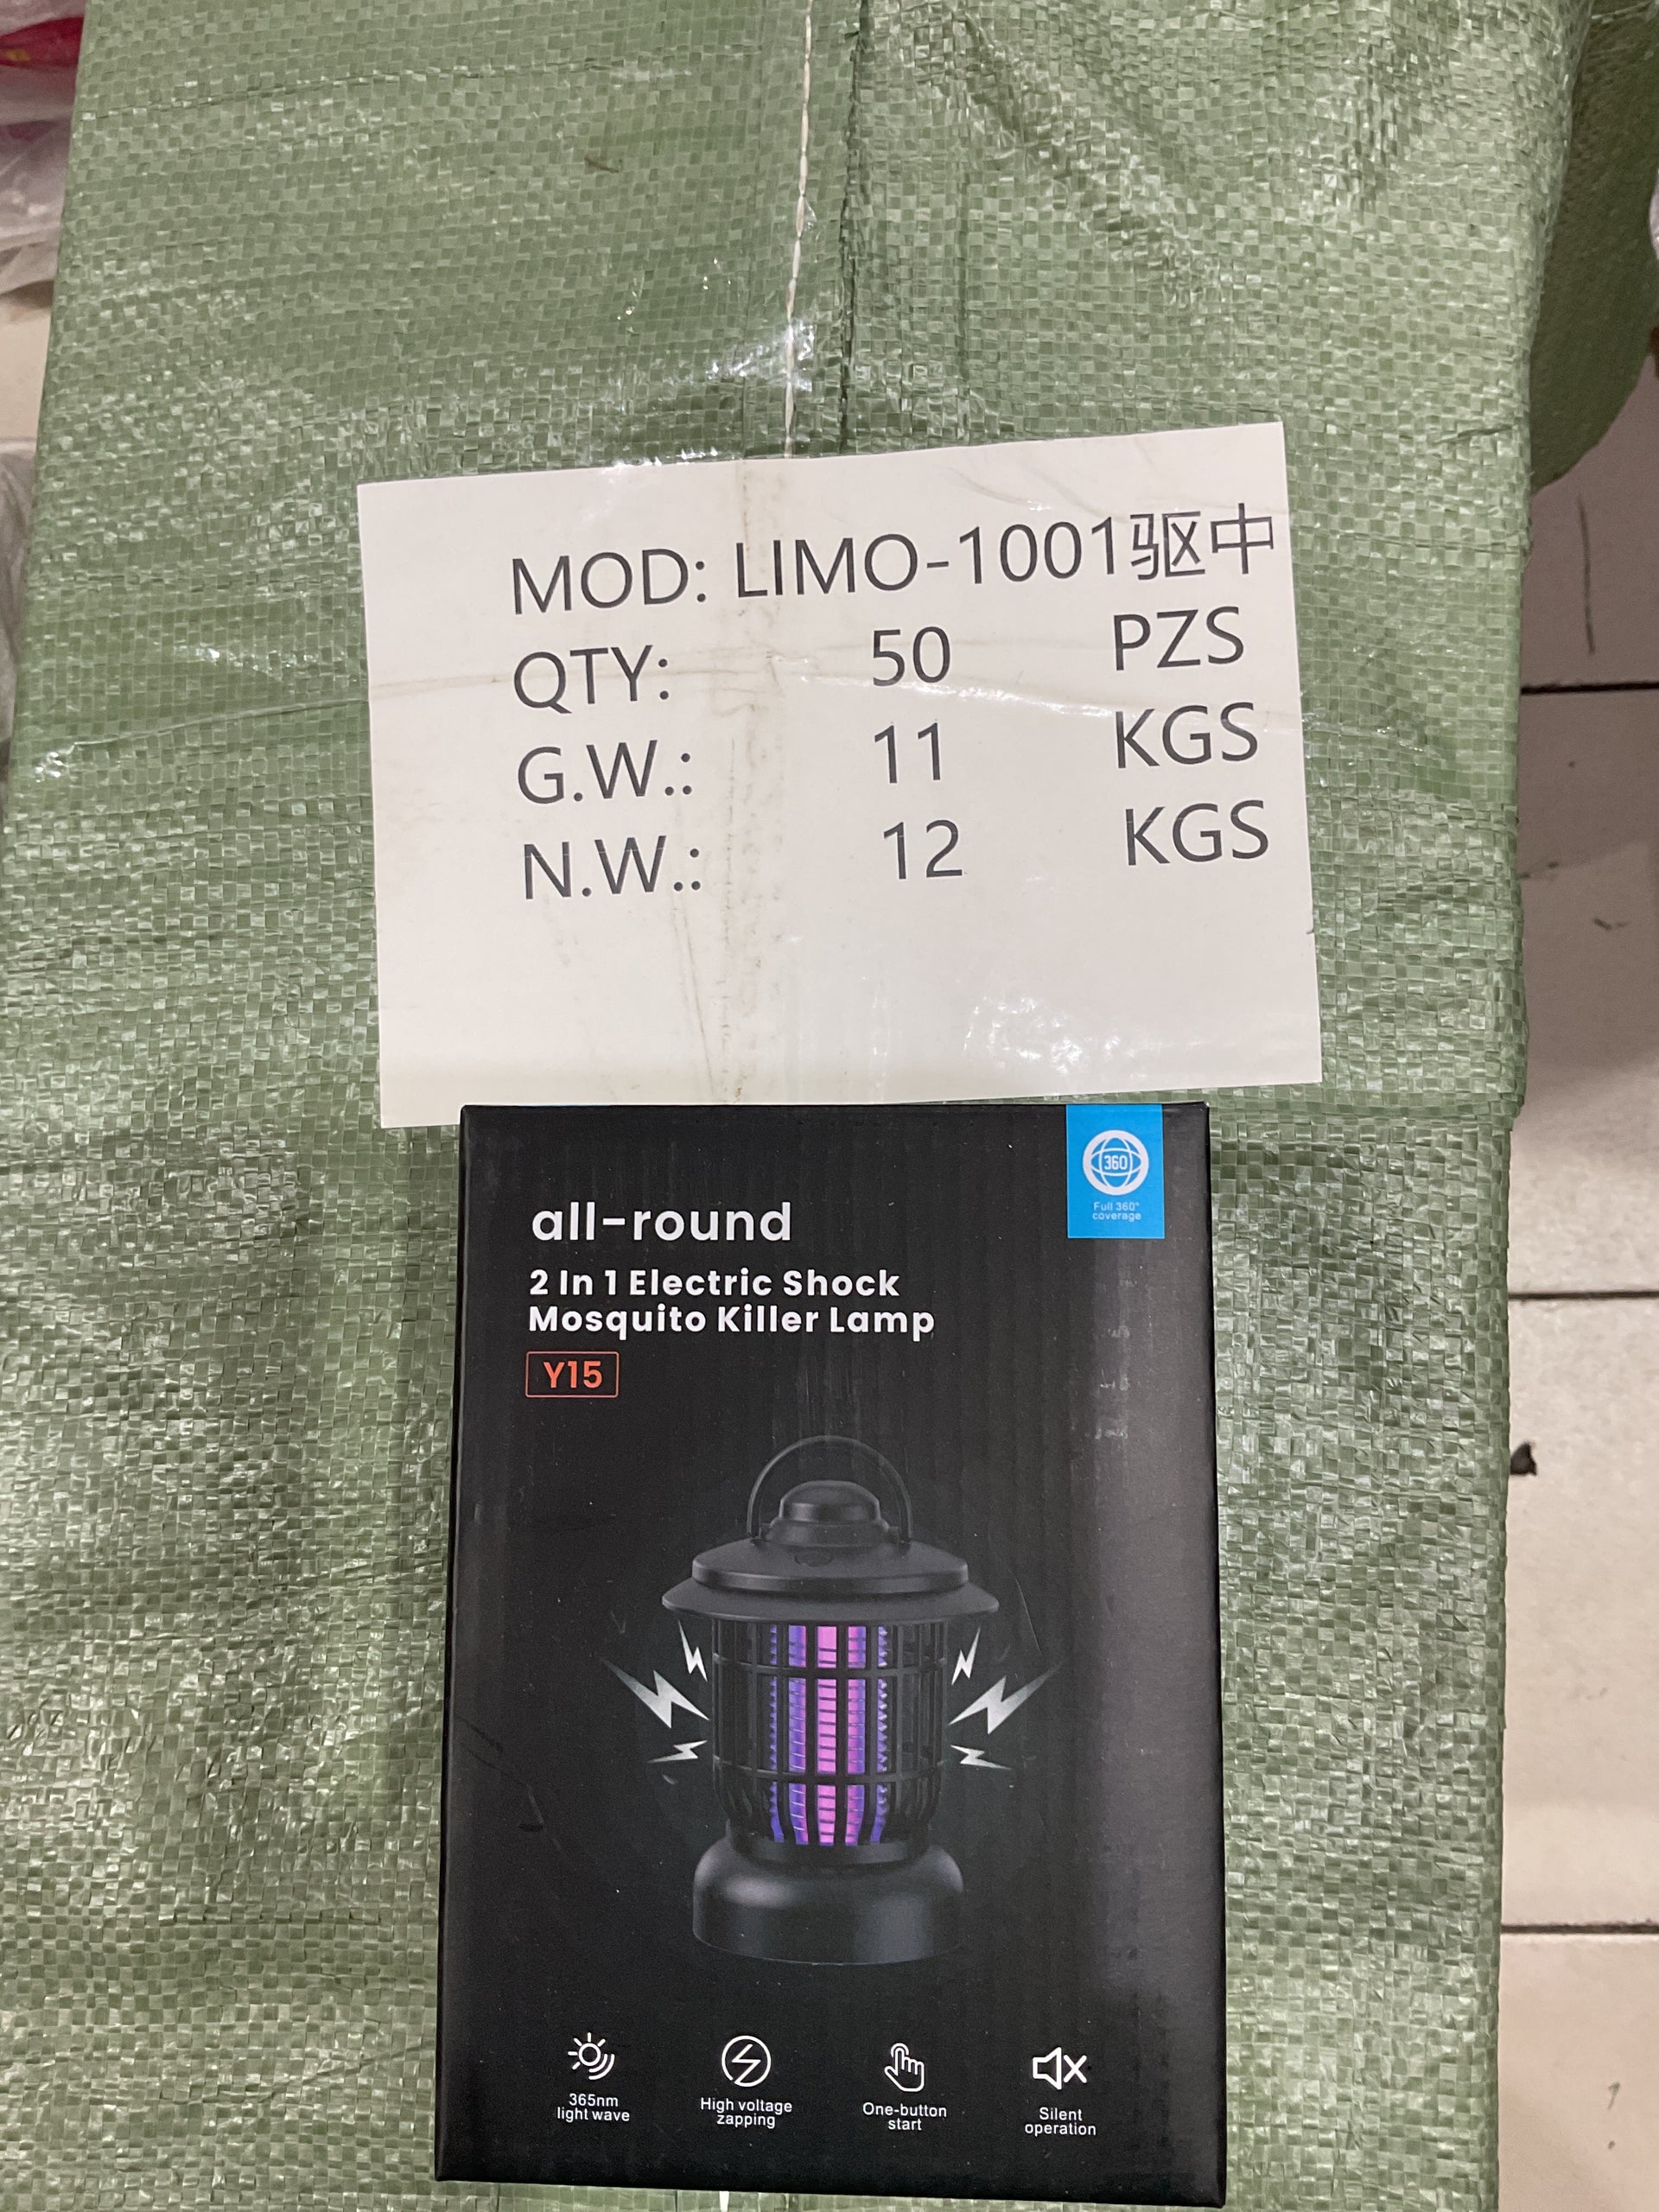 MOD: LIMO-1001驱中
QTY: 50 PZS
G.W.: 11 KGS
N.W.: 12 KGS
360
Full 360°
coverage
all-round
2 In 1 Electric Shock
Mosquito Killer Lamp
Y15
365nm
light wave
High voltage
zapping
One-button
start
Silent
operation